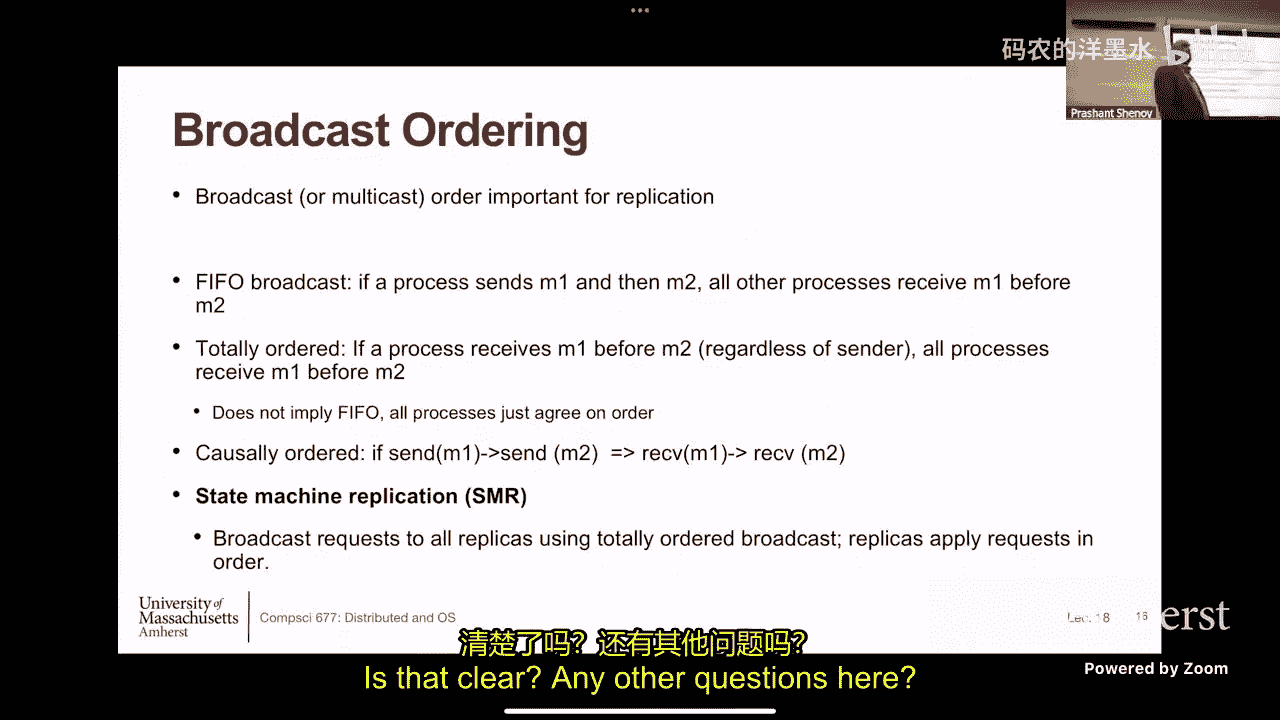 码农的洋墨水
Prashant Shenoy
Broadcast Ordering
• Broadcast (or multicast) order important for replication
• FIFO broadcast: if a process sends m1 and then m2, all other processes receive m1 before
m2
• Totally ordered: If a process receives m1 before m2 (regardless of sender), all processes
receive m1 before m2
• Does not imply FIFO, all processes just agree on order
• Causally ordered: if send(m1)->send (m2) => recv(m1)-> recv (m2)
• State machine replication (SMR)
• Broadcast requests to all replicas using totally ordered broadcast; replicas apply requests in
order.
University of
Massachusetts
Amherst
Compsci 677: Distributed and OS
Lec. 18
16
清楚了吗？还有其他问题吗？
Is that clear? Any other questions here?
Powered by Zoom